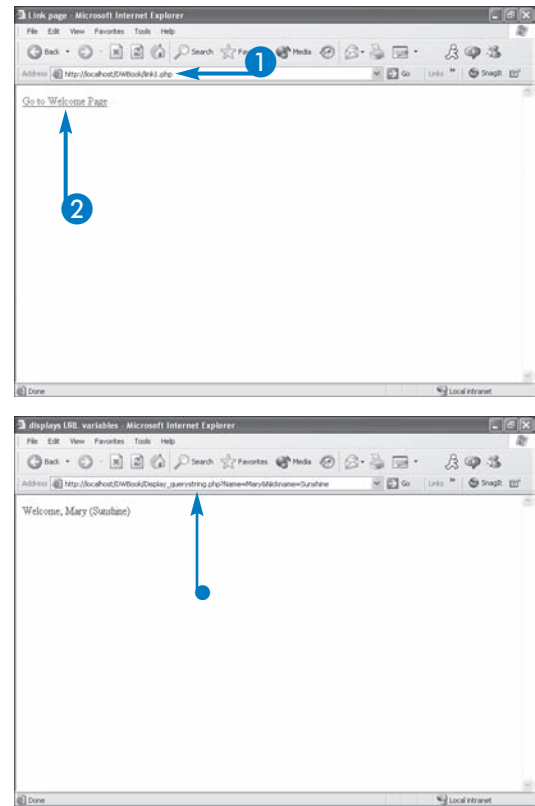 Link page - Microsoft Internet Explorer
File Edit View Favorites Tools Help
Back Search Media
Address http://localhost/DWBook/link1.php Go Links » SnagIt
1
Go to Welcome Page
2
Done Local intranet
displays URL variables - Microsoft Internet Explorer
File Edit View Favorites Tools Help
Back Search Favorites Media
Address http://localhost/DWBook/Display_querystring.php?Name=Mary&Nickname=Sunshine Go Links » SnagIt
Welcome, Mary (Sunshine)
Done Local intranet